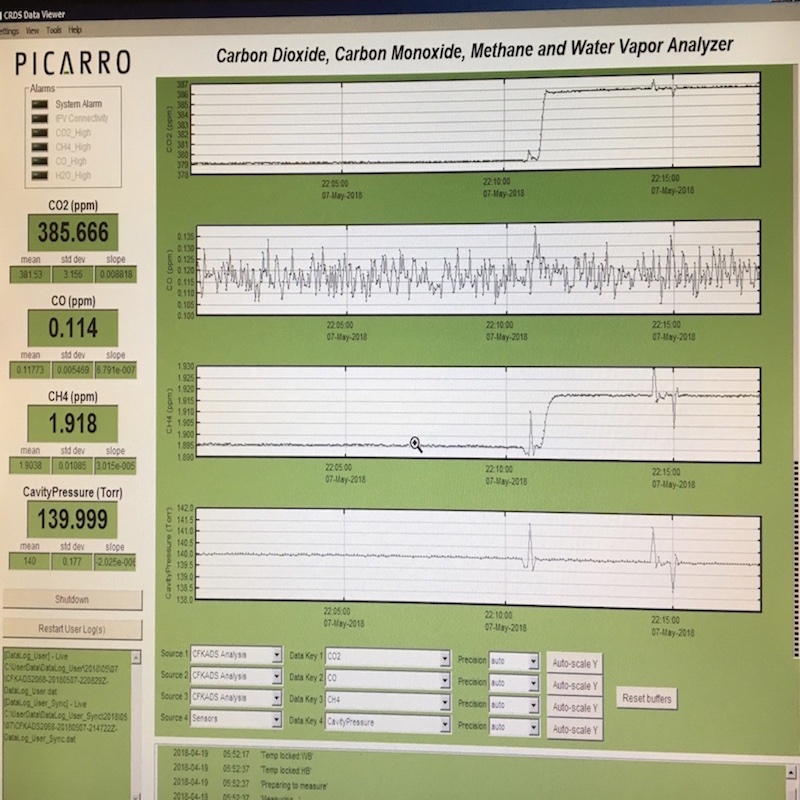 CRDS Data Viewer
Settings View Tools Help
PICARRO
Carbon Dioxide, Carbon Monoxide, Methane and Water Vapor Analyzer
Alarms
System Alarm
IPV Connectivity
CO2_High
CH4_High
CO_High
H2O_High
CO2 (ppm)
385.666
mean std dev slope
381.53 3.156 0.008818
CO (ppm)
0.114
mean std dev slope
0.11773 0.005469 6.791e-007
CH4 (ppm)
1.918
mean std dev slope
1.9038 0.01085 3.015e-005
CavityPressure (Torr)
139.999
mean std dev slope
140 0.177 -2.025e-006
Shutdown
Restart User Log(s)
[DataLog_User] - Live
C:\UserData\DataLog_User\2018\05\07
\CFKADS2068-20180507-220829Z-
DataLog_User.dat
[DataLog_User_Sync] - Live
C:\UserData\DataLog_User_Sync\2018\05
\07\CFKADS2068-20180507-214722Z-
DataLog_User_Sync.dat
CO2 (ppm)
387
386
385
384
383
382
381
380
379
378
22:05:00 22:10:00 22:15:00
07-May-2018 07-May-2018 07-May-2018
CO (ppm)
0.135
0.130
0.125
0.120
0.115
0.110
0.105
0.100
22:05:00 22:10:00 22:15:00
07-May-2018 07-May-2018 07-May-2018
CH4 (ppm)
1.930
1.925
1.920
1.915
1.910
1.905
1.900
1.895
1.890
22:05:00 22:10:00 22:15:00
07-May-2018 07-May-2018 07-May-2018
CavityPressure (Torr)
142.0
141.5
141.0
140.5
140.0
139.5
139.0
138.5
138.0
22:05:00 22:10:00 22:15:00
07-May-2018 07-May-2018 07-May-2018
Source 1 CFKADS Analysis Data Key 1 CO2 Precision auto Auto-scale Y
Source 2 CFKADS Analysis Data Key 2 CO Precision auto Auto-scale Y
Source 3 CFKADS Analysis Data Key 3 CH4 Precision auto Auto-scale Y
Source 4 Sensors Data Key 4 CavityPressure Precision auto Auto-scale Y
Reset buffers
2018-04-19 05:52:17 'Temp locked:WB'
2018-04-19 05:52:37 'Temp locked:HB'
2018-04-19 05:52:37 'Preparing to measure'
2018-04-19 05:52:37 'Measuring...'